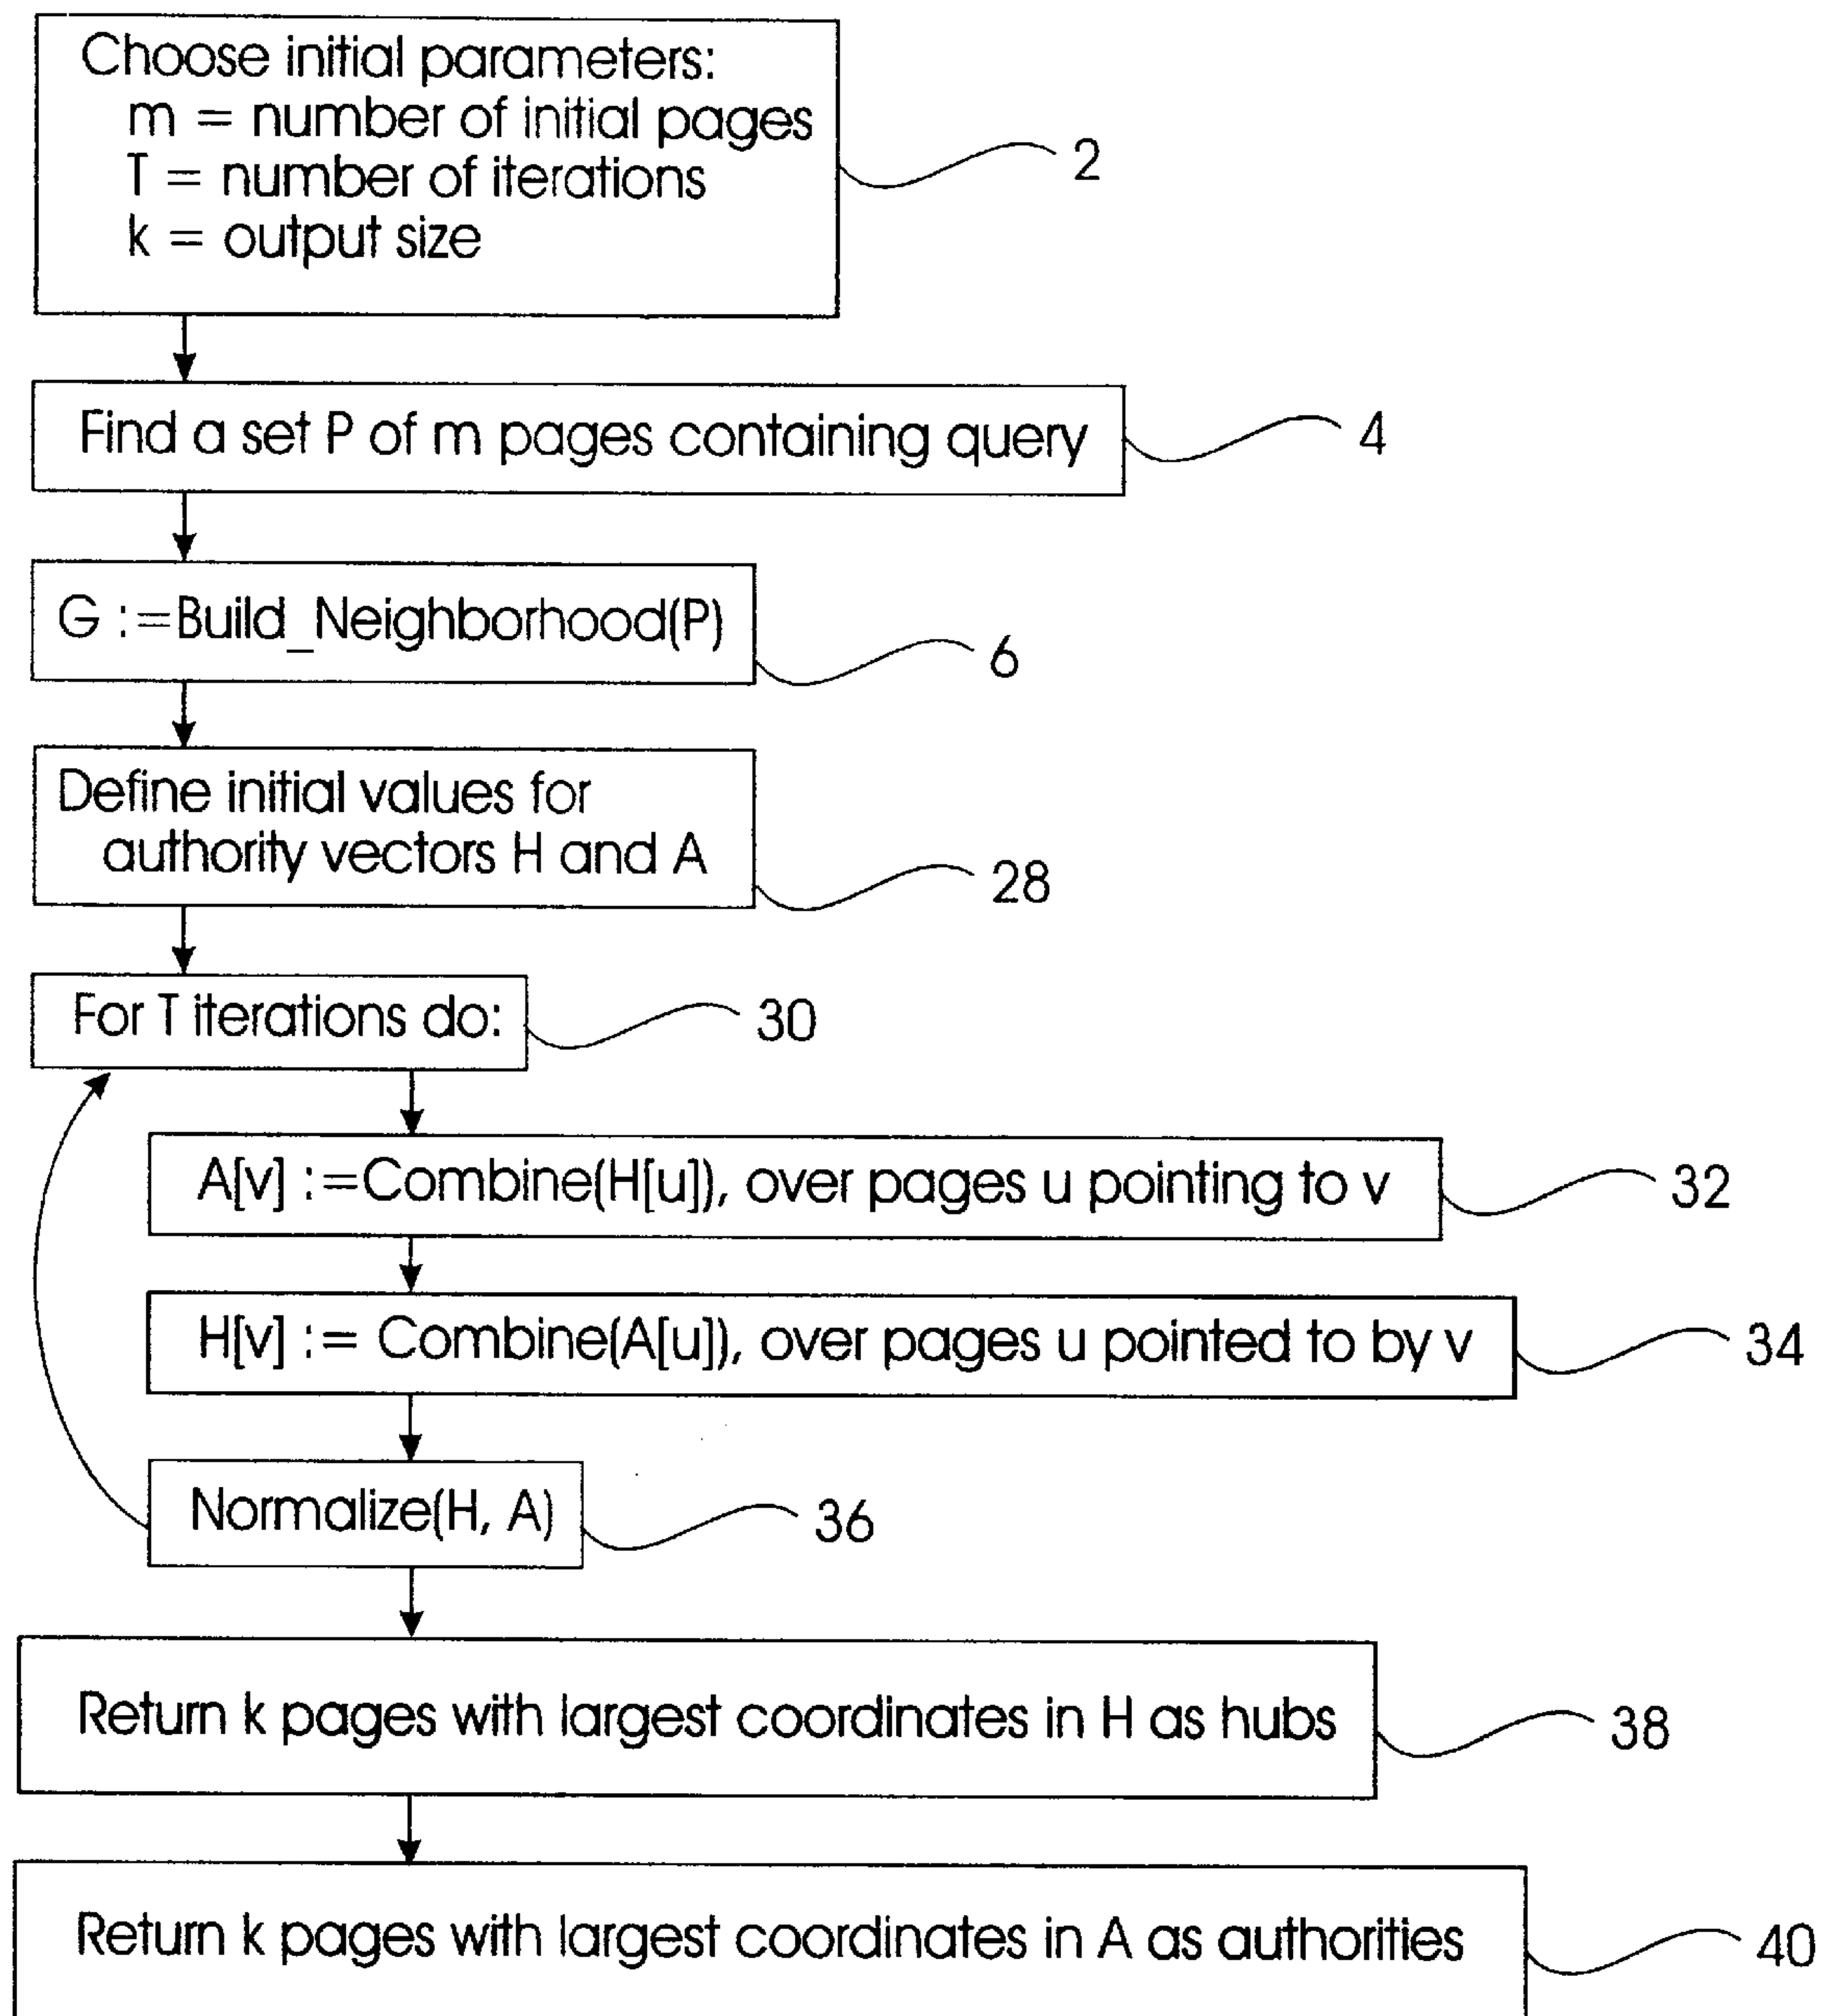 Choose initial parameters:
m = number of initial pages
T = number of iterations
k = output size
2
Find a set P of m pages containing query
4
G :=Build_Neighborhood(P)
6
Define initial values for
authority vectors H and A
28
For T iterations do:
30
A[v] :=Combine(H[u]), over pages u pointing to v
32
H[v] := Combine(A[u]), over pages u pointed to by v
34
Normalize(H, A)
36
Return k pages with largest coordinates in H as hubs
38
Return k pages with largest coordinates in A as authorities
40